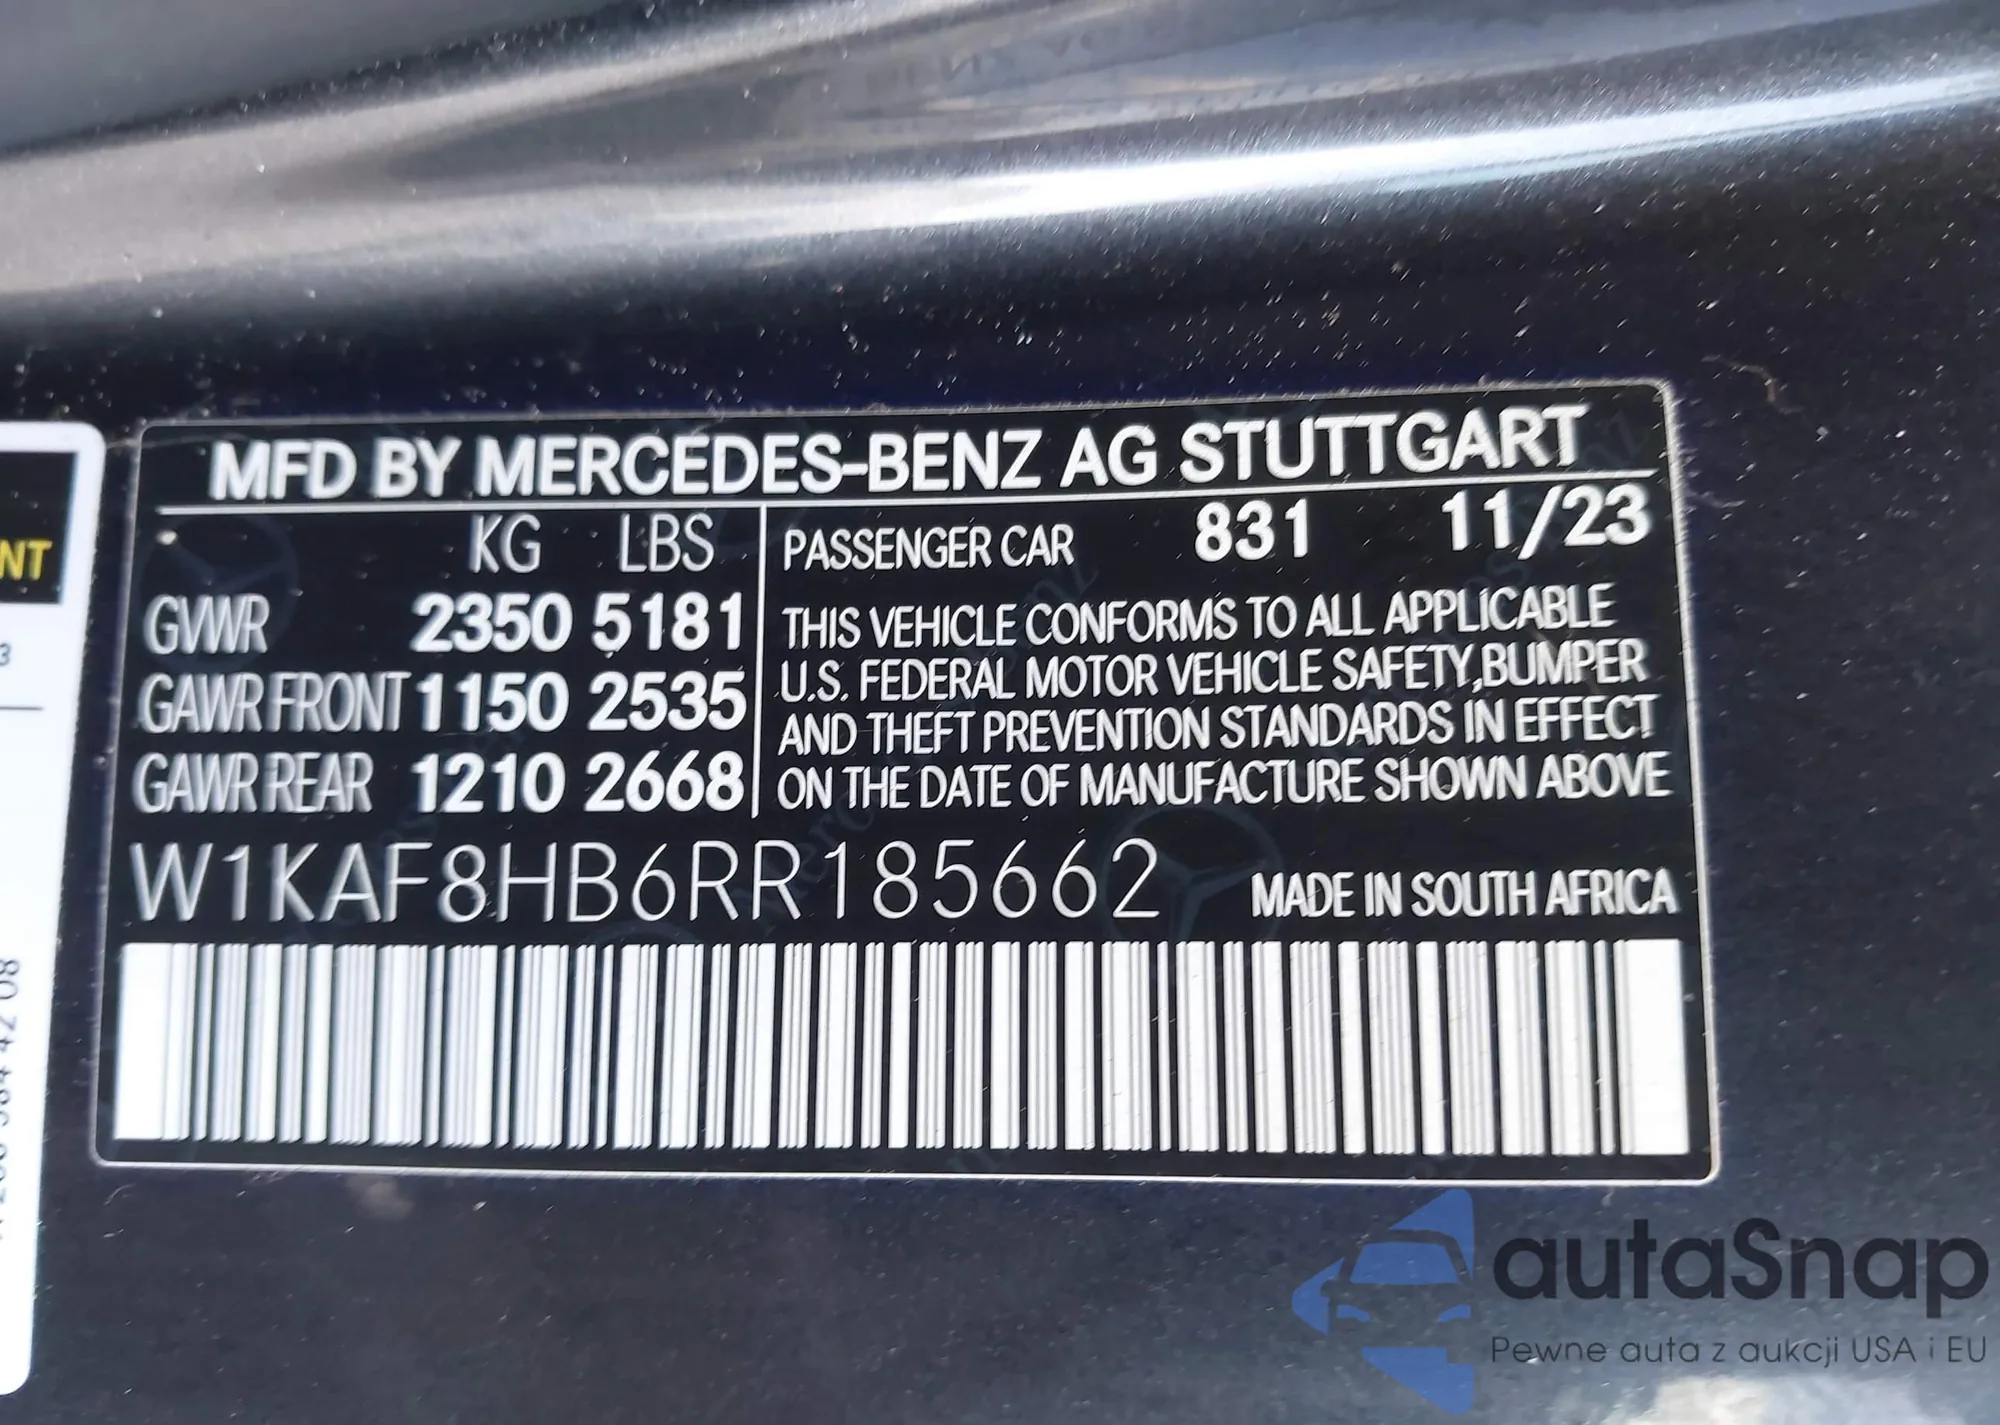 MFD BY MERCEDES-BENZ AG STUTTGART
KG LBS
GVWR 2350 5181
GAWR FRONT 1150 2535
GAWR REAR 1210 2668
PASSENGER CAR 831 11/23
THIS VEHICLE CONFORMS TO ALL APPLICABLE
U.S. FEDERAL MOTOR VEHICLE SAFETY, BUMPER
AND THEFT PREVENTION STANDARDS IN EFFECT
ON THE DATE OF MANUFACTURE SHOWN ABOVE
W1KAF8HB6RR185662 MADE IN SOUTH AFRICA
NT
3
autaSnap
Pewne auta z aukcji USA i EU